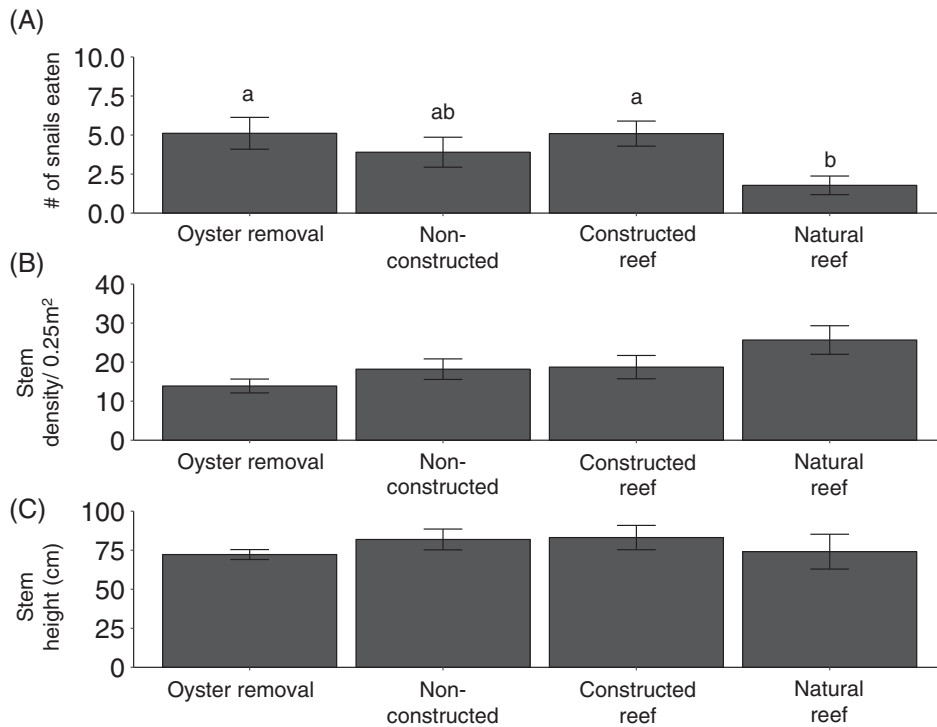 (A)
# of snails eaten
10.0
7.5
5.0
2.5
0.0
a
ab
a
b
Oyster removal
Non-
constructed
Constructed
reef
Natural
reef
(B)
Stem
density/ 0.25m²
40
30
20
10
0
Oyster removal
Non-
constructed
Constructed
reef
Natural
reef
(C)
Stem
height (cm)
100
75
50
25
0
Oyster removal
Non-
constructed
Constructed
reef
Natural
reef